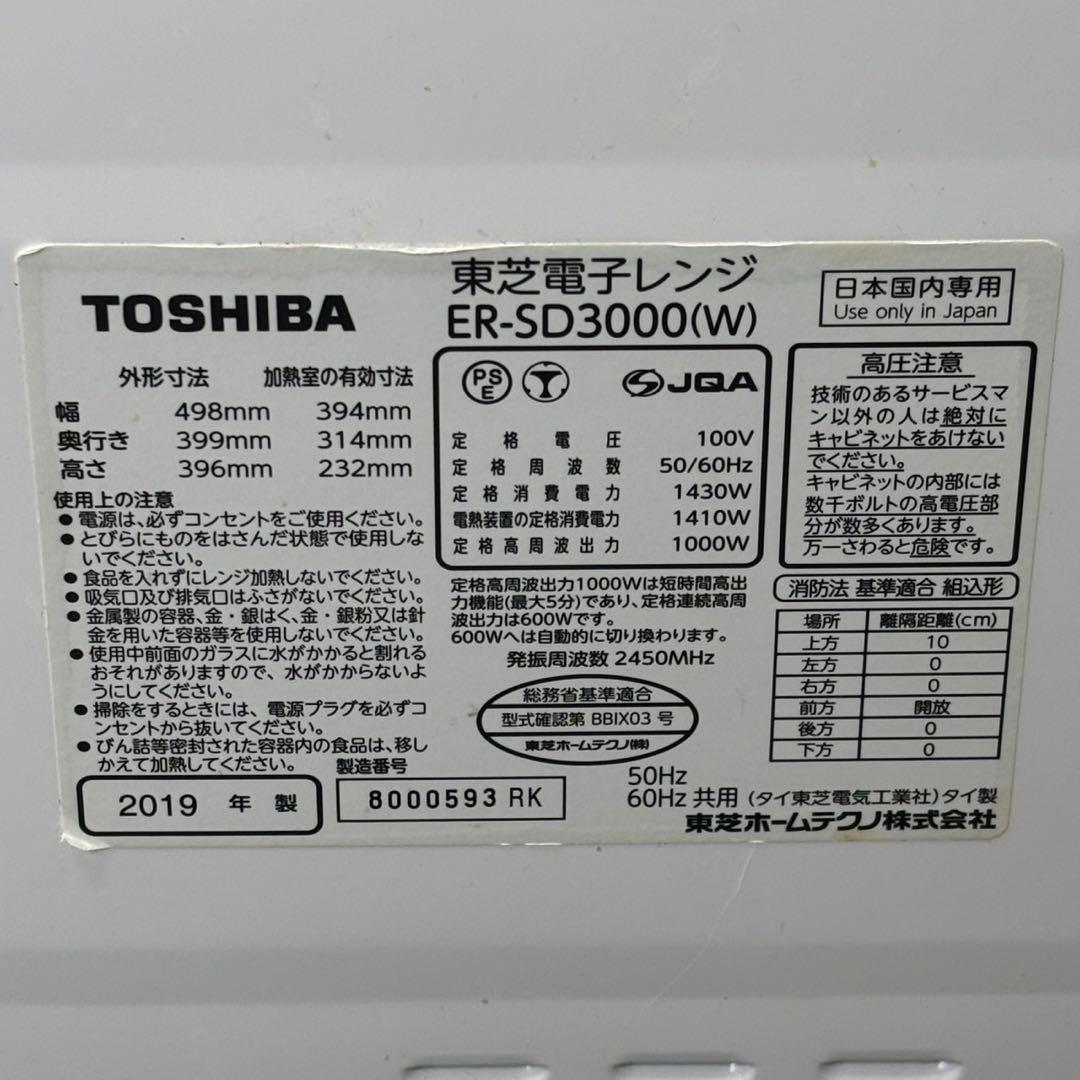 TOSHIBA
東芝電子レンジ
ER-SD3000(W)
日本国内専用
Use only in Japan
外形寸法 加熱室の有効寸法
幅 498mm 394mm
奥行き 399mm 314mm
高さ 396mm 232mm
使用上の注意
●電源は、必ずコンセントをご使用ください。
●とびらにものをはさんだ状態で使用しな
いでください。
●食品を入れずにレンジ加熱しないでください。
●吸気口及び排気口はふさがないでください。
●金属製の容器、金・銀はく、金・銀粉又は針
金を用いた容器等を使用しないでください。
●使用中前面のガラスに水がかかると割れる
おそれがありますので、水がかからないよ
うにしてください。
●掃除をするときには、電源プラグを必ずコ
ンセントから抜いてください。
●びん詰等密封された容器内の食品は、移し
かえて加熱してください。
2019 年 製
製造番号
8000593 RK
PS
E
JQA
定格電圧 100V
定格周波数 50/60Hz
定格消費電力 1430W
電熱装置の定格消費電力 1410W
定格高周波出力 1000W
定格高周波出力1000Wは短時間高出
力機能(最大5分)であり、定格連続高周
波出力は600Wです。
600Wへは自動的に切り換わります。
発振周波数 2450MHz
総務省基準適合
型式確認第 BBIX03 号
東芝ホームテクノ(株)
高圧注意
技術のあるサービスマ
ン以外の人は絶対に
キャビネットをあけない
でください。
キャビネットの内部には
数千ボルトの高電圧部
分が数多くあります。
万一さわると危険です。
消防法 基準適合 組込形
場所 離隔距離(cm)
上方 10
左方 0
右方 0
前方 開放
後方 0
下方 0
50Hz
60Hz 共用 (タイ東芝電気工業社)タイ製
東芝ホームテクノ株式会社